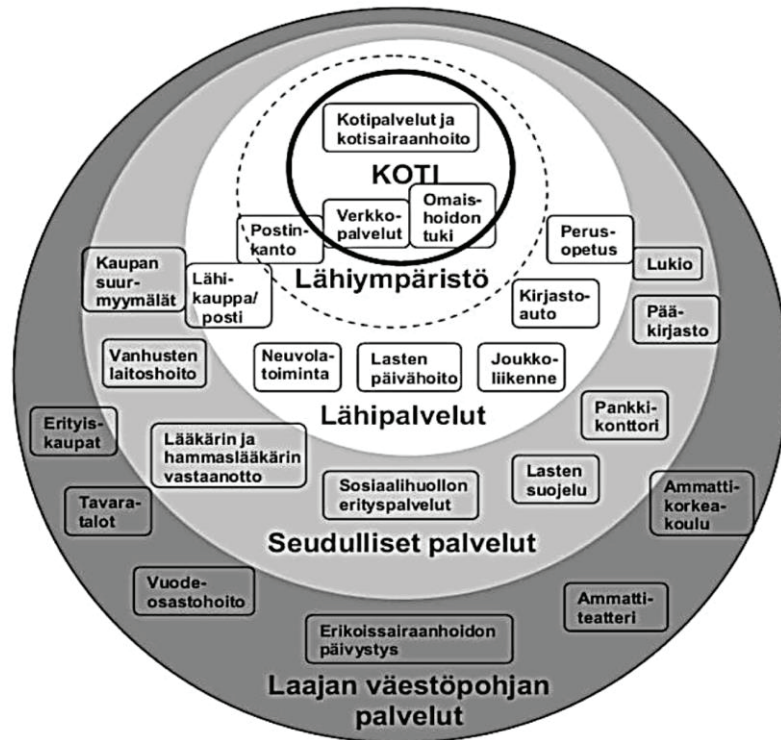 Kotipalvelut ja
kotisairaanhoito
KOTI
Postin-
kanto
Verkko-
palvelut
Omais-
hoidon
tuki
Perus-
opetus
Lukio
Kaupan
suur-
myymälät
Lähi-
kauppa/
posti
Lähiympäristö
Kirjasto-
auto
Pää-
kirjasto
Vanhusten
laitoshoito
Neuvola-
toiminta
Lasten
päivähoito
Joukko-
liikenne
Lähipalvelut
Pankki-
konttori
Erityis-
kaupat
Lääkärin ja
hammaslääkärin
vastaanotto
Sosiaalihuollon
erityspalvelut
Lasten
suojelu
Ammatti-
korkea-
koulu
Tavara-
talot
Seudulliset palvelut
Vuode-
osastohoito
Ammatti-
teatteri
Erikoissairaanhoidon
päivystys
Laajan väestöpohjan
palvelut